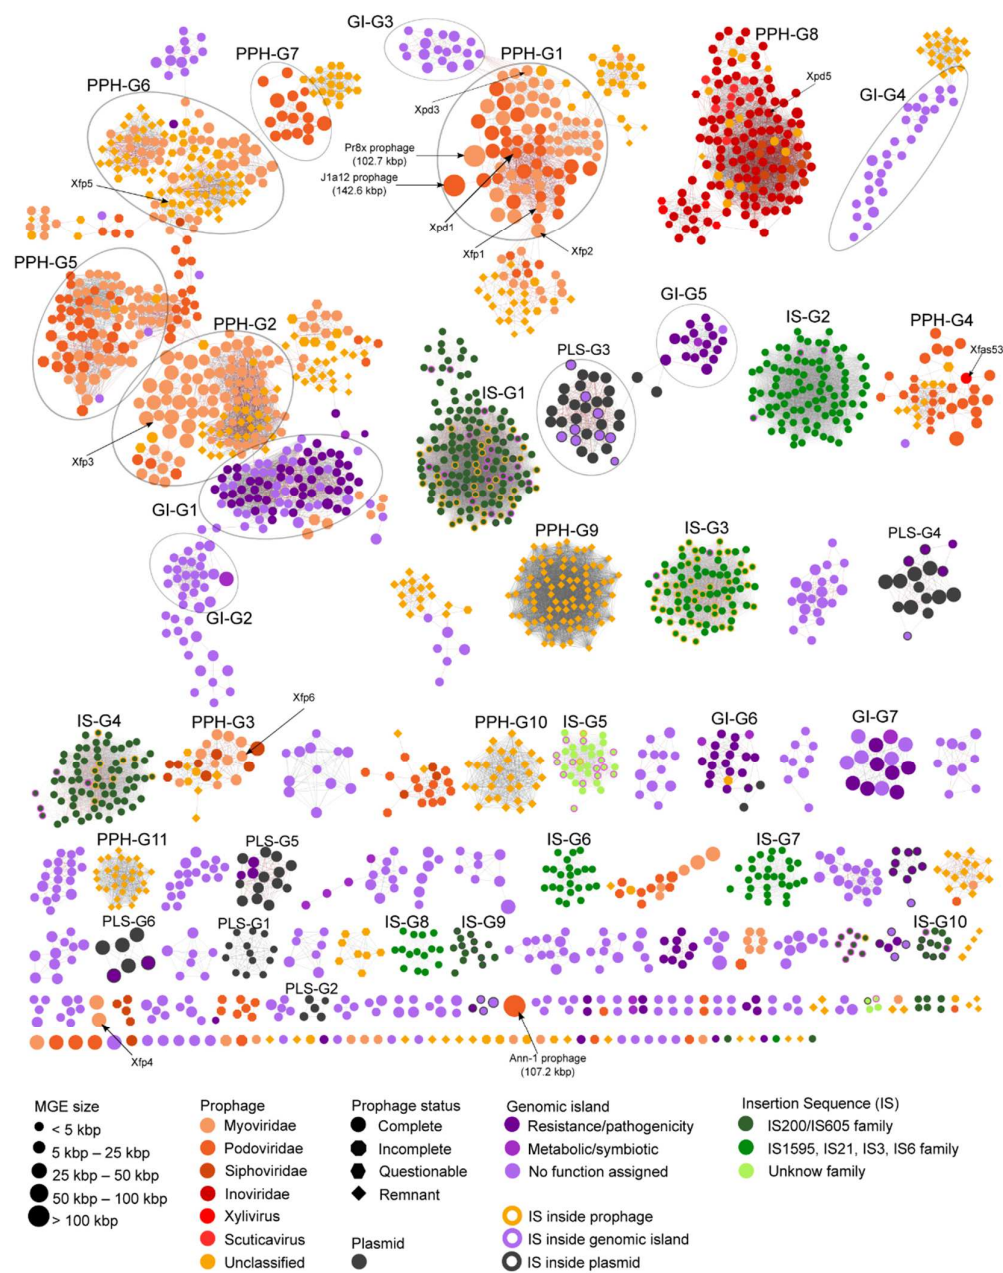 GI-G3
PPH-G7
PPH-G1
PPH-G8
PPH-G6
Xpd3
Xpd5
GI-G4
Pr8x prophage
(102.7 kbp)
J1a12 prophage
(142.6 kbp)
Xfp5
Xpd1
Xfp1
Xfp2
PPH-G5
GI-G5
PPH-G2
IS-G2
PPH-G4
PLS-G3
Xfas53
IS-G1
Xfp3
GI-G1
PPH-G9
IS-G3
PLS-G4
GI-G2
Xfp6
IS-G4
PPH-G3
PPH-G10
IS-G5
GI-G6
GI-G7
PPH-G11
PLS-G5
IS-G6
IS-G7
PLS-G6
PLS-G1
IS-G8
IS-G9
IS-G10
PLS-G2
Xfp4
Ann-1 prophage
(107.2 kbp)
MGE size
< 5 kbp
5 kbp – 25 kbp
25 kbp – 50 kbp
50 kbp – 100 kbp
> 100 kbp
Prophage
Myoviridae
Podoviridae
Siphoviridae
Inoviridae
Xylivirus
Scuticavirus
Unclassified
Prophage status
Complete
Incomplete
Questionable
Remnant
Plasmid
Genomic island
Resistance/pathogenicity
Metabolic/symbiotic
No function assigned
IS inside prophage
IS inside genomic island
IS inside plasmid
Insertion Sequence (IS)
IS200/IS605 family
IS1595, IS21, IS3, IS6 family
Unknow family